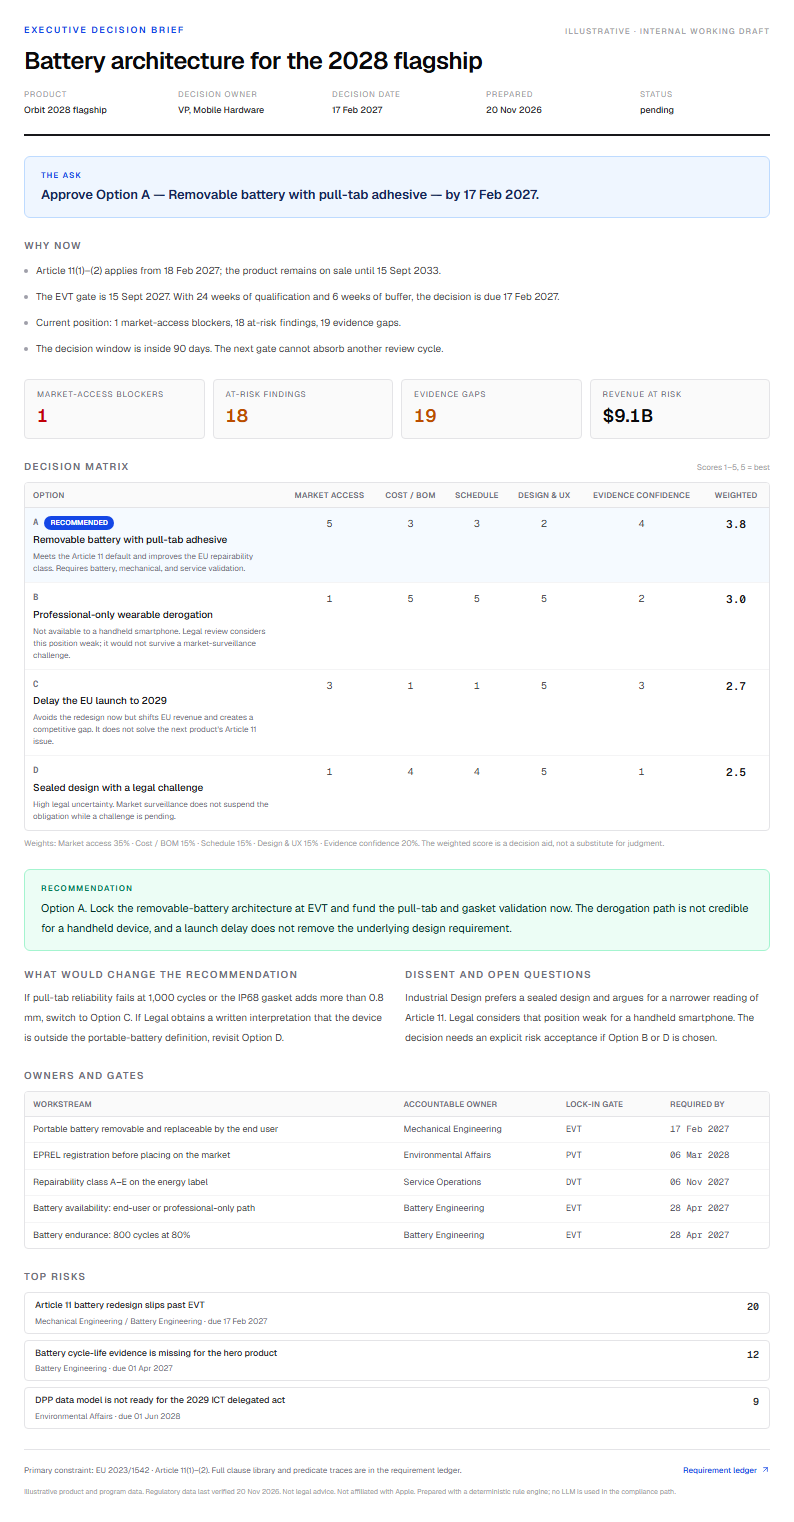 EXECUTIVE DECISION BRIEF
ILLUSTRATIVE · INTERNAL WORKING DRAFT
Battery architecture for the 2028 flagship
PRODUCT DECISION OWNER DECISION DATE PREPARED STATUS
Orbit 2028 flagship VP, Mobile Hardware 17 Feb 2027 20 Nov 2026 pending
THE ASK
Approve Option A — Removable battery with pull-tab adhesive — by 17 Feb 2027.
WHY NOW
Article 11(1)–(2) applies from 18 Feb 2027; the product remains on sale until 15 Sept 2033.
The EVT gate is 15 Sept 2027. With 24 weeks of qualification and 6 weeks of buffer, the decision is due 17 Feb 2027.
Current position: 1 market-access blockers, 18 at-risk findings, 19 evidence gaps.
The decision window is inside 90 days. The next gate cannot absorb another review cycle.
MARKET-ACCESS BLOCKERS AT-RISK FINDINGS EVIDENCE GAPS REVENUE AT RISK
1 18 19 $9.1B
DECISION MATRIX
Scores 1–5, 5 = best
OPTION MARKET ACCESS COST / BOM SCHEDULE DESIGN & UX EVIDENCE CONFIDENCE WEIGHTED
A RECOMMENDED 5 3 3 2 4 3.8
Removable battery with pull-tab adhesive
Meets the Article 11 default and improves the EU repairability
class. Requires battery, mechanical, and service validation.
B 1 5 5 5 2 3.0
Professional-only wearable derogation
Not available to a handheld smartphone. Legal review considers
this position weak; it would not survive a market-surveillance
challenge.
C 3 1 1 5 3 2.7
Delay the EU launch to 2029
Avoids the redesign now but shifts EU revenue and creates a
competitive gap. It does not solve the next product's Article 11
issue.
D 1 4 4 5 1 2.5
Sealed design with a legal challenge
High legal uncertainty. Market surveillance does not suspend the
obligation while a challenge is pending.
Weights: Market access 35% · Cost / BOM 15% · Schedule 15% · Design & UX 15% · Evidence confidence 20%. The weighted score is a decision aid, not a substitute for judgment.
RECOMMENDATION
Option A. Lock the removable-battery architecture at EVT and fund the pull-tab and gasket validation now. The derogation path is not credible
for a handheld device, and a launch delay does not remove the underlying design requirement.
WHAT WOULD CHANGE THE RECOMMENDATION
If pull-tab reliability fails at 1,000 cycles or the IP68 gasket adds more than 0.8
mm, switch to Option C. If Legal obtains a written interpretation that the device
is outside the portable-battery definition, revisit Option D.
DISSENT AND OPEN QUESTIONS
Industrial Design prefers a sealed design and argues for a narrower reading of
Article 11. Legal considers that position weak for a handheld smartphone. The
decision needs an explicit risk acceptance if Option B or D is chosen.
OWNERS AND GATES
WORKSTREAM ACCOUNTABLE OWNER LOCK-IN GATE REQUIRED BY
Portable battery removable and replaceable by the end user Mechanical Engineering EVT 17 Feb 2027
EPREL registration before placing on the market Environmental Affairs PVT 06 Mar 2028
Repairability class A–E on the energy label Service Operations DVT 06 Nov 2027
Battery availability: end-user or professional-only path Battery Engineering EVT 28 Apr 2027
Battery endurance: 800 cycles at 80% Battery Engineering EVT 28 Apr 2027
TOP RISKS
Article 11 battery redesign slips past EVT 20
Mechanical Engineering / Battery Engineering · due 17 Feb 2027
Battery cycle-life evidence is missing for the hero product 12
Battery Engineering · due 01 Apr 2027
DPP data model is not ready for the 2029 ICT delegated act 9
Environmental Affairs · due 01 Jun 2028
Primary constraint: EU 2023/1542 · Article 11(1)–(2). Full clause library and predicate traces are in the requirement ledger.
Requirement ledger ↗
Illustrative product and program data. Regulatory data last verified 20 Nov 2026. Not legal advice. Not affiliated with Apple. Prepared with a deterministic rule engine; no LLM is used in the compliance path.